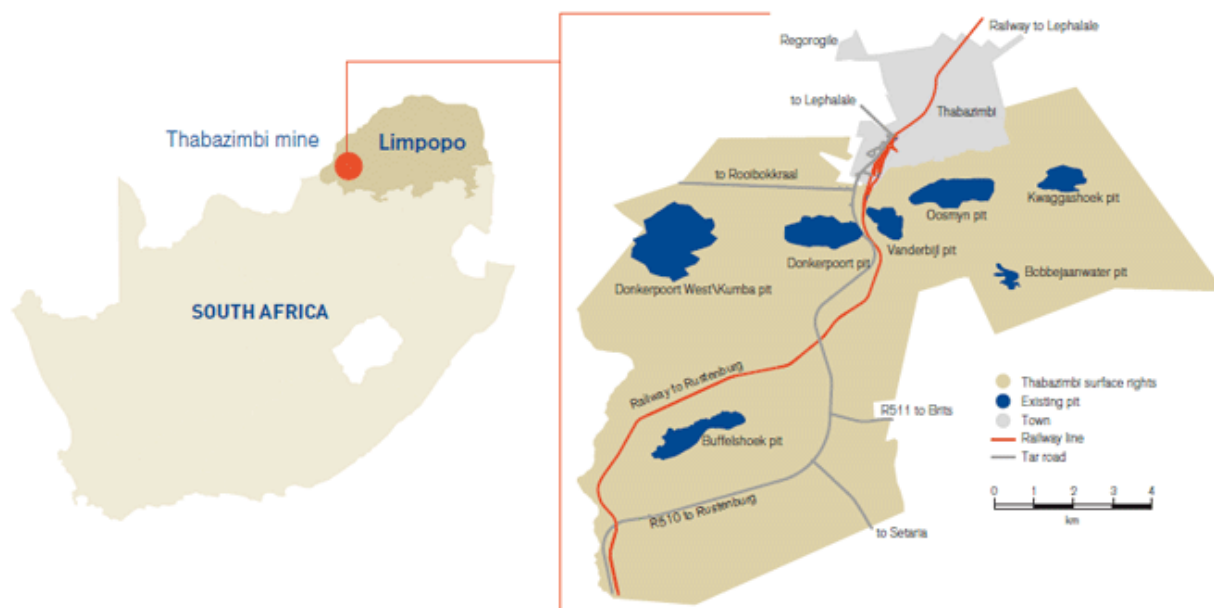 Thabazimbi mine
Limpopo
SOUTH AFRICA
Regorogile
Railway to Lephalale
to Lephalale
Thabazimbi
to Rooibokkraal
Kwaggashoek pit
Oosmyn pit
Vanderbijl pit
Donkerpoort pit
Bobbejaanwater pit
Donkerpoort West\Kumba pit
Railway to Rustenburg
R511 to Brits
Buffelshoek pit
R510 to Rustenburg
to Setaria
Thabazimbi surface rights
Existing pit
Town
Railway line
Tar road
0 1 2 3 4
km